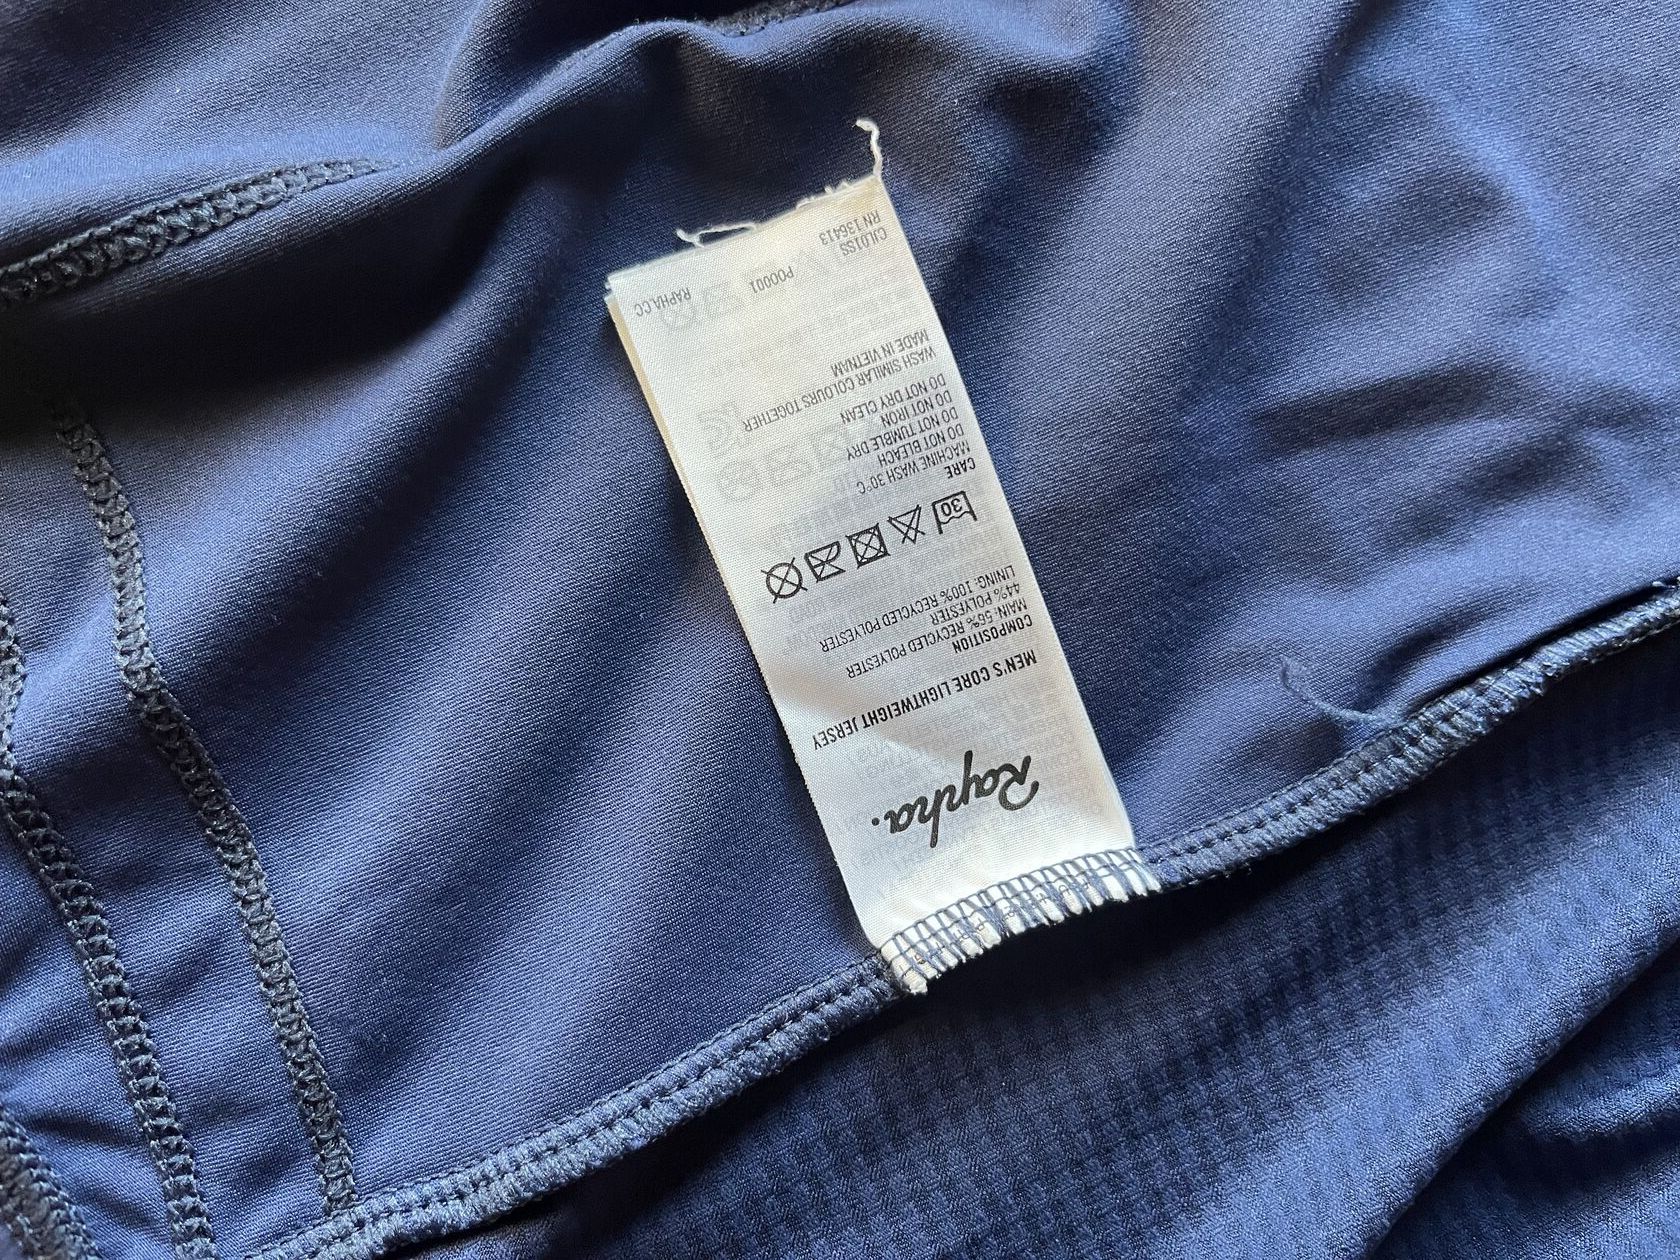 Rapha.
MEN'S CORE LIGHTWEIGHT JERSEY
COMPOSITION
MAIN: 56% RECYCLED POLYESTER
44% POLYESTER
LINING: 100% RECYCLED POLYESTER
30
CARE
MACHINE WASH 30°C
DO NOT BLEACH
DO NOT TUMBLE DRY
DO NOT IRON
DO NOT DRY CLEAN
WASH SIMILAR COLOURS TOGETHER
MADE IN VIETNAM
CJL01SS P00001 RAPHA.CC
RN 136413